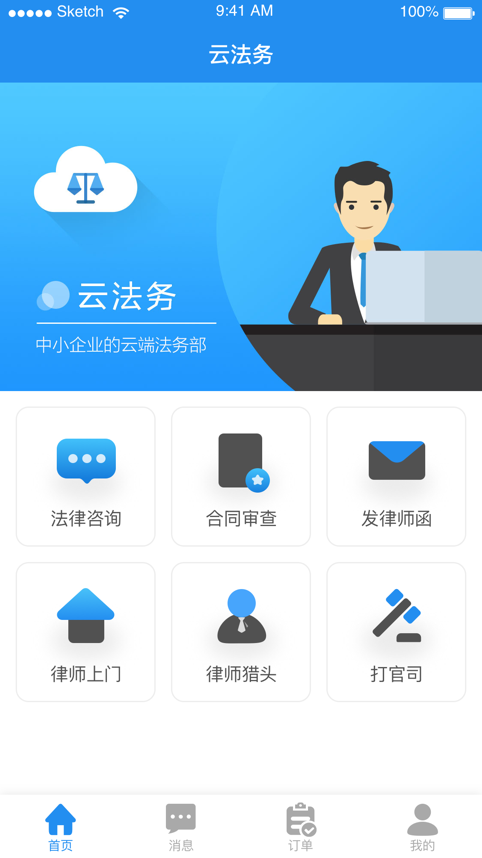 Sketch 9:41 AM 100%
云法务
云法务
中小企业的云端法务部
法律咨询 合同审查 发律师函
律师上门 律师猎头 打官司
首页 消息 订单 我的